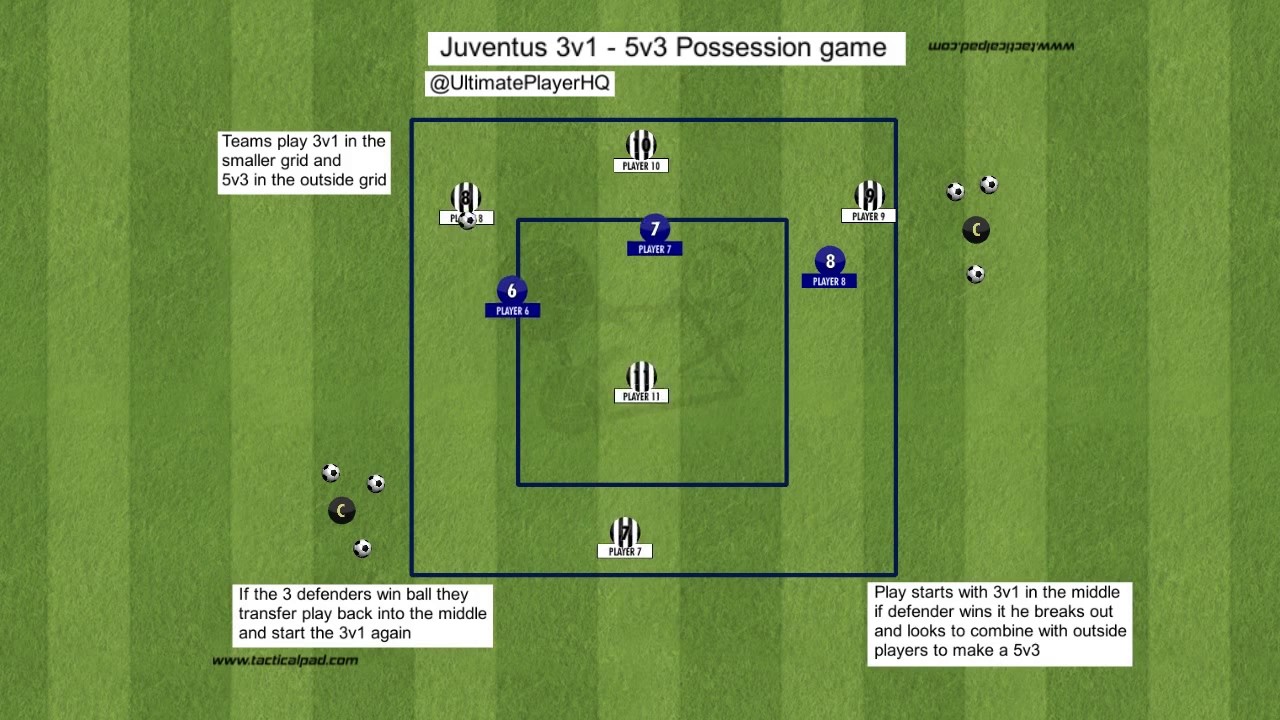 Juventus 3v1 - 5v3 Possession game
www.tacticalpad.com
@UltimatePlayerHQ
Teams play 3v1 in the
smaller grid and
5v3 in the outside grid
10
PLAYER 10
8
PL 8
9
PLAYER 9
7
PLAYER 7
8
PLAYER 8
C
6
PLAYER 6
11
PLAYER 11
C
7
PLAYER 7
If the 3 defenders win ball they
transfer play back into the middle
and start the 3v1 again
Play starts with 3v1 in the middle
if defender wins it he breaks out
and looks to combine with outside
players to make a 5v3
www.tacticalpad.com